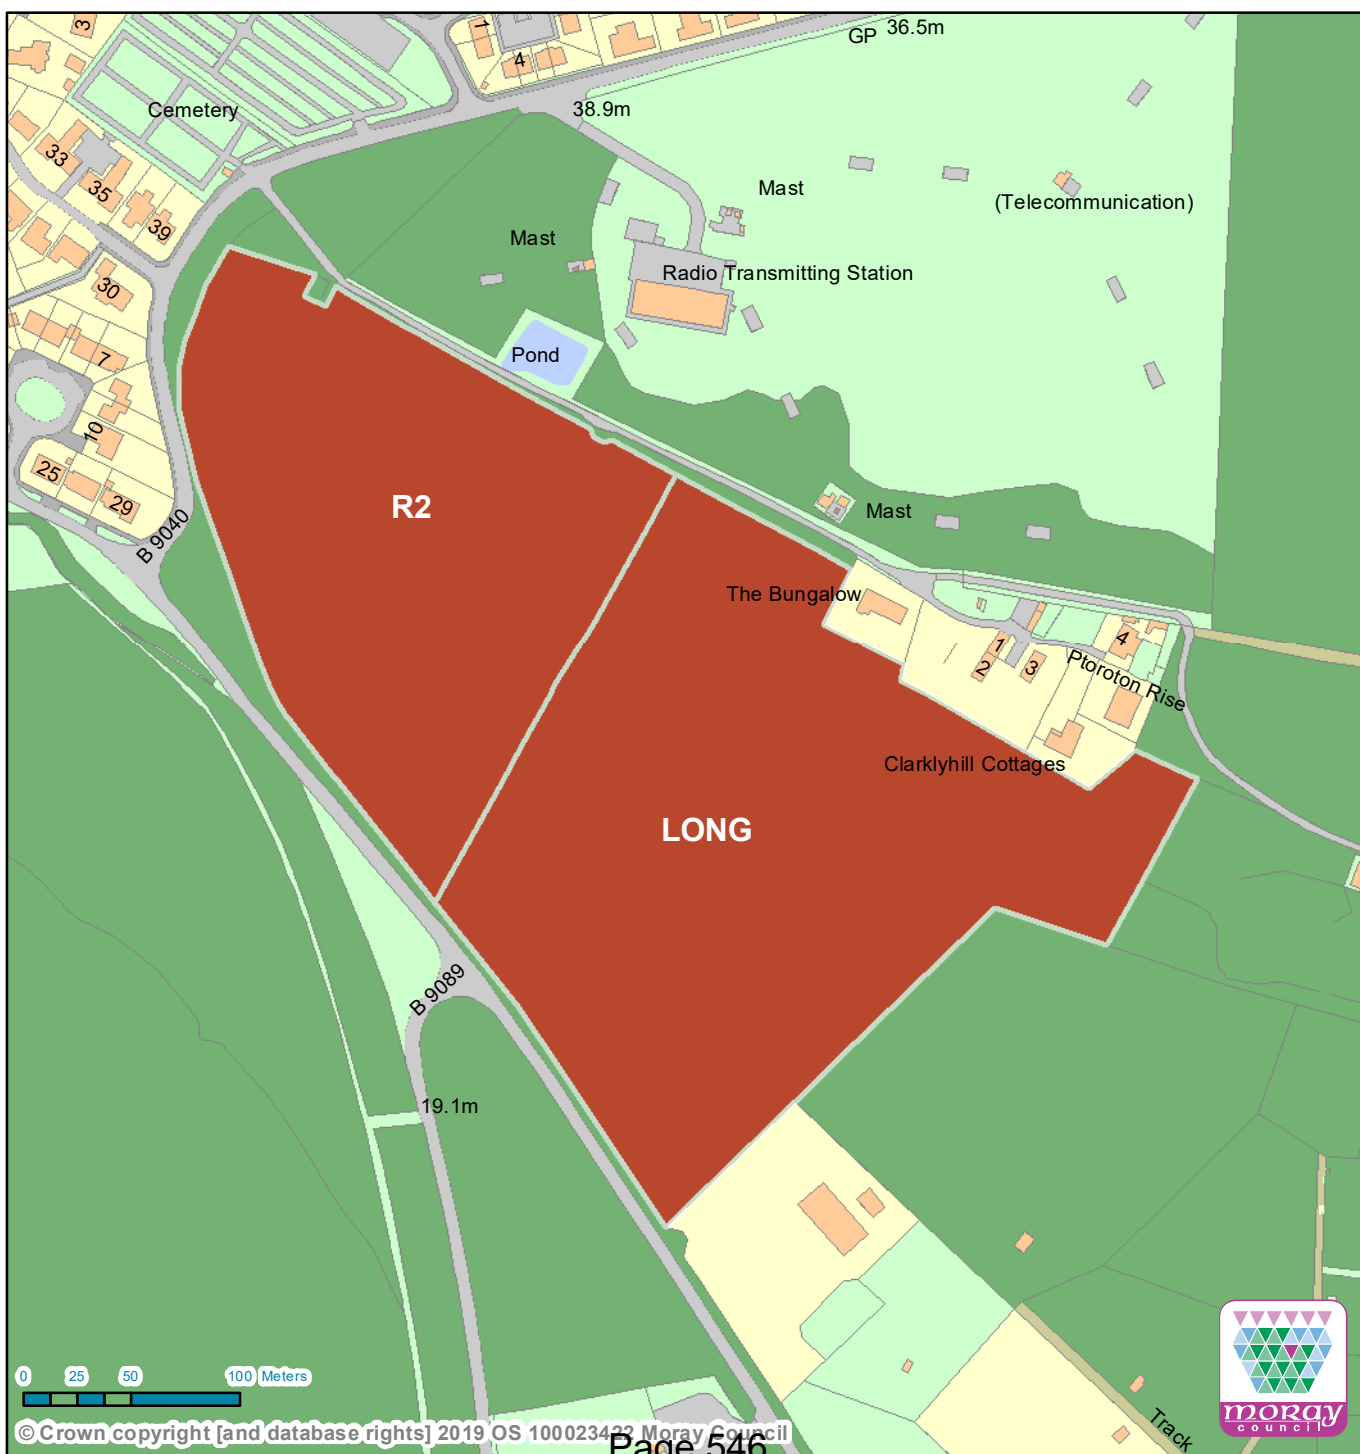 3
1
4
GP 36.5m
Cemetery
38.9m
33
35
39
Mast
(Telecommunication)
Mast
Radio Transmitting Station
30
7
Pond
10
25
29
R2
B 9040
Mast
The Bungalow
1
2
3
4
Ptoroton Rise
Clarklyhill Cottages
LONG
B 9089
19.1m
Track
0 25 50 100 Meters
© Crown copyright [and database rights] 2019 OS 100023422 Moray Council
Page 546
moray
council